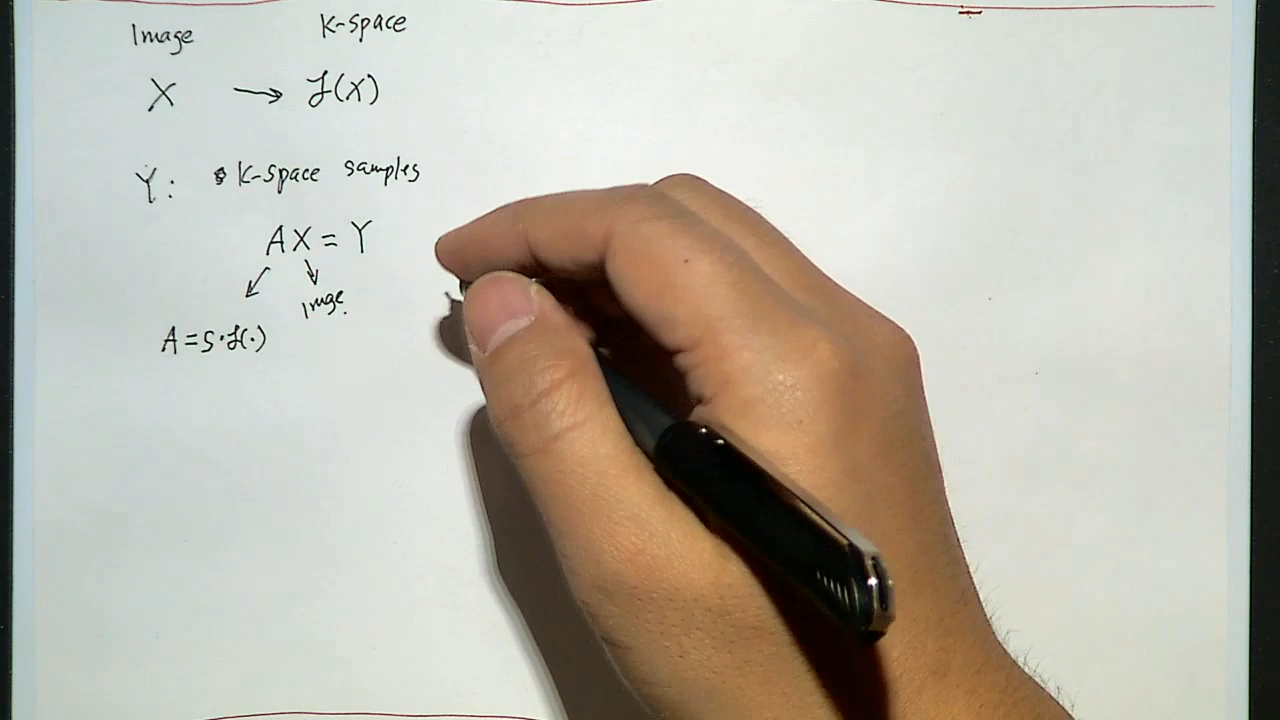 Image K-space
X → ℱ(X)
Y: K-space samples
AX = Y
Image.
A = S·ℱ(·)